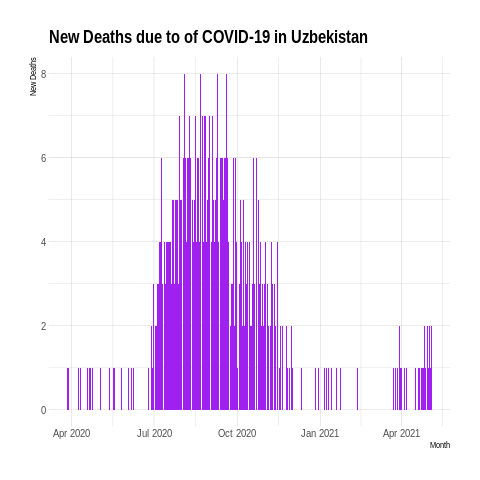 New Deaths due to of COVID-19 in Uzbekistan
New Deaths
8
6
4
2
0
Apr 2020 Jul 2020 Oct 2020 Jan 2021 Apr 2021
Month